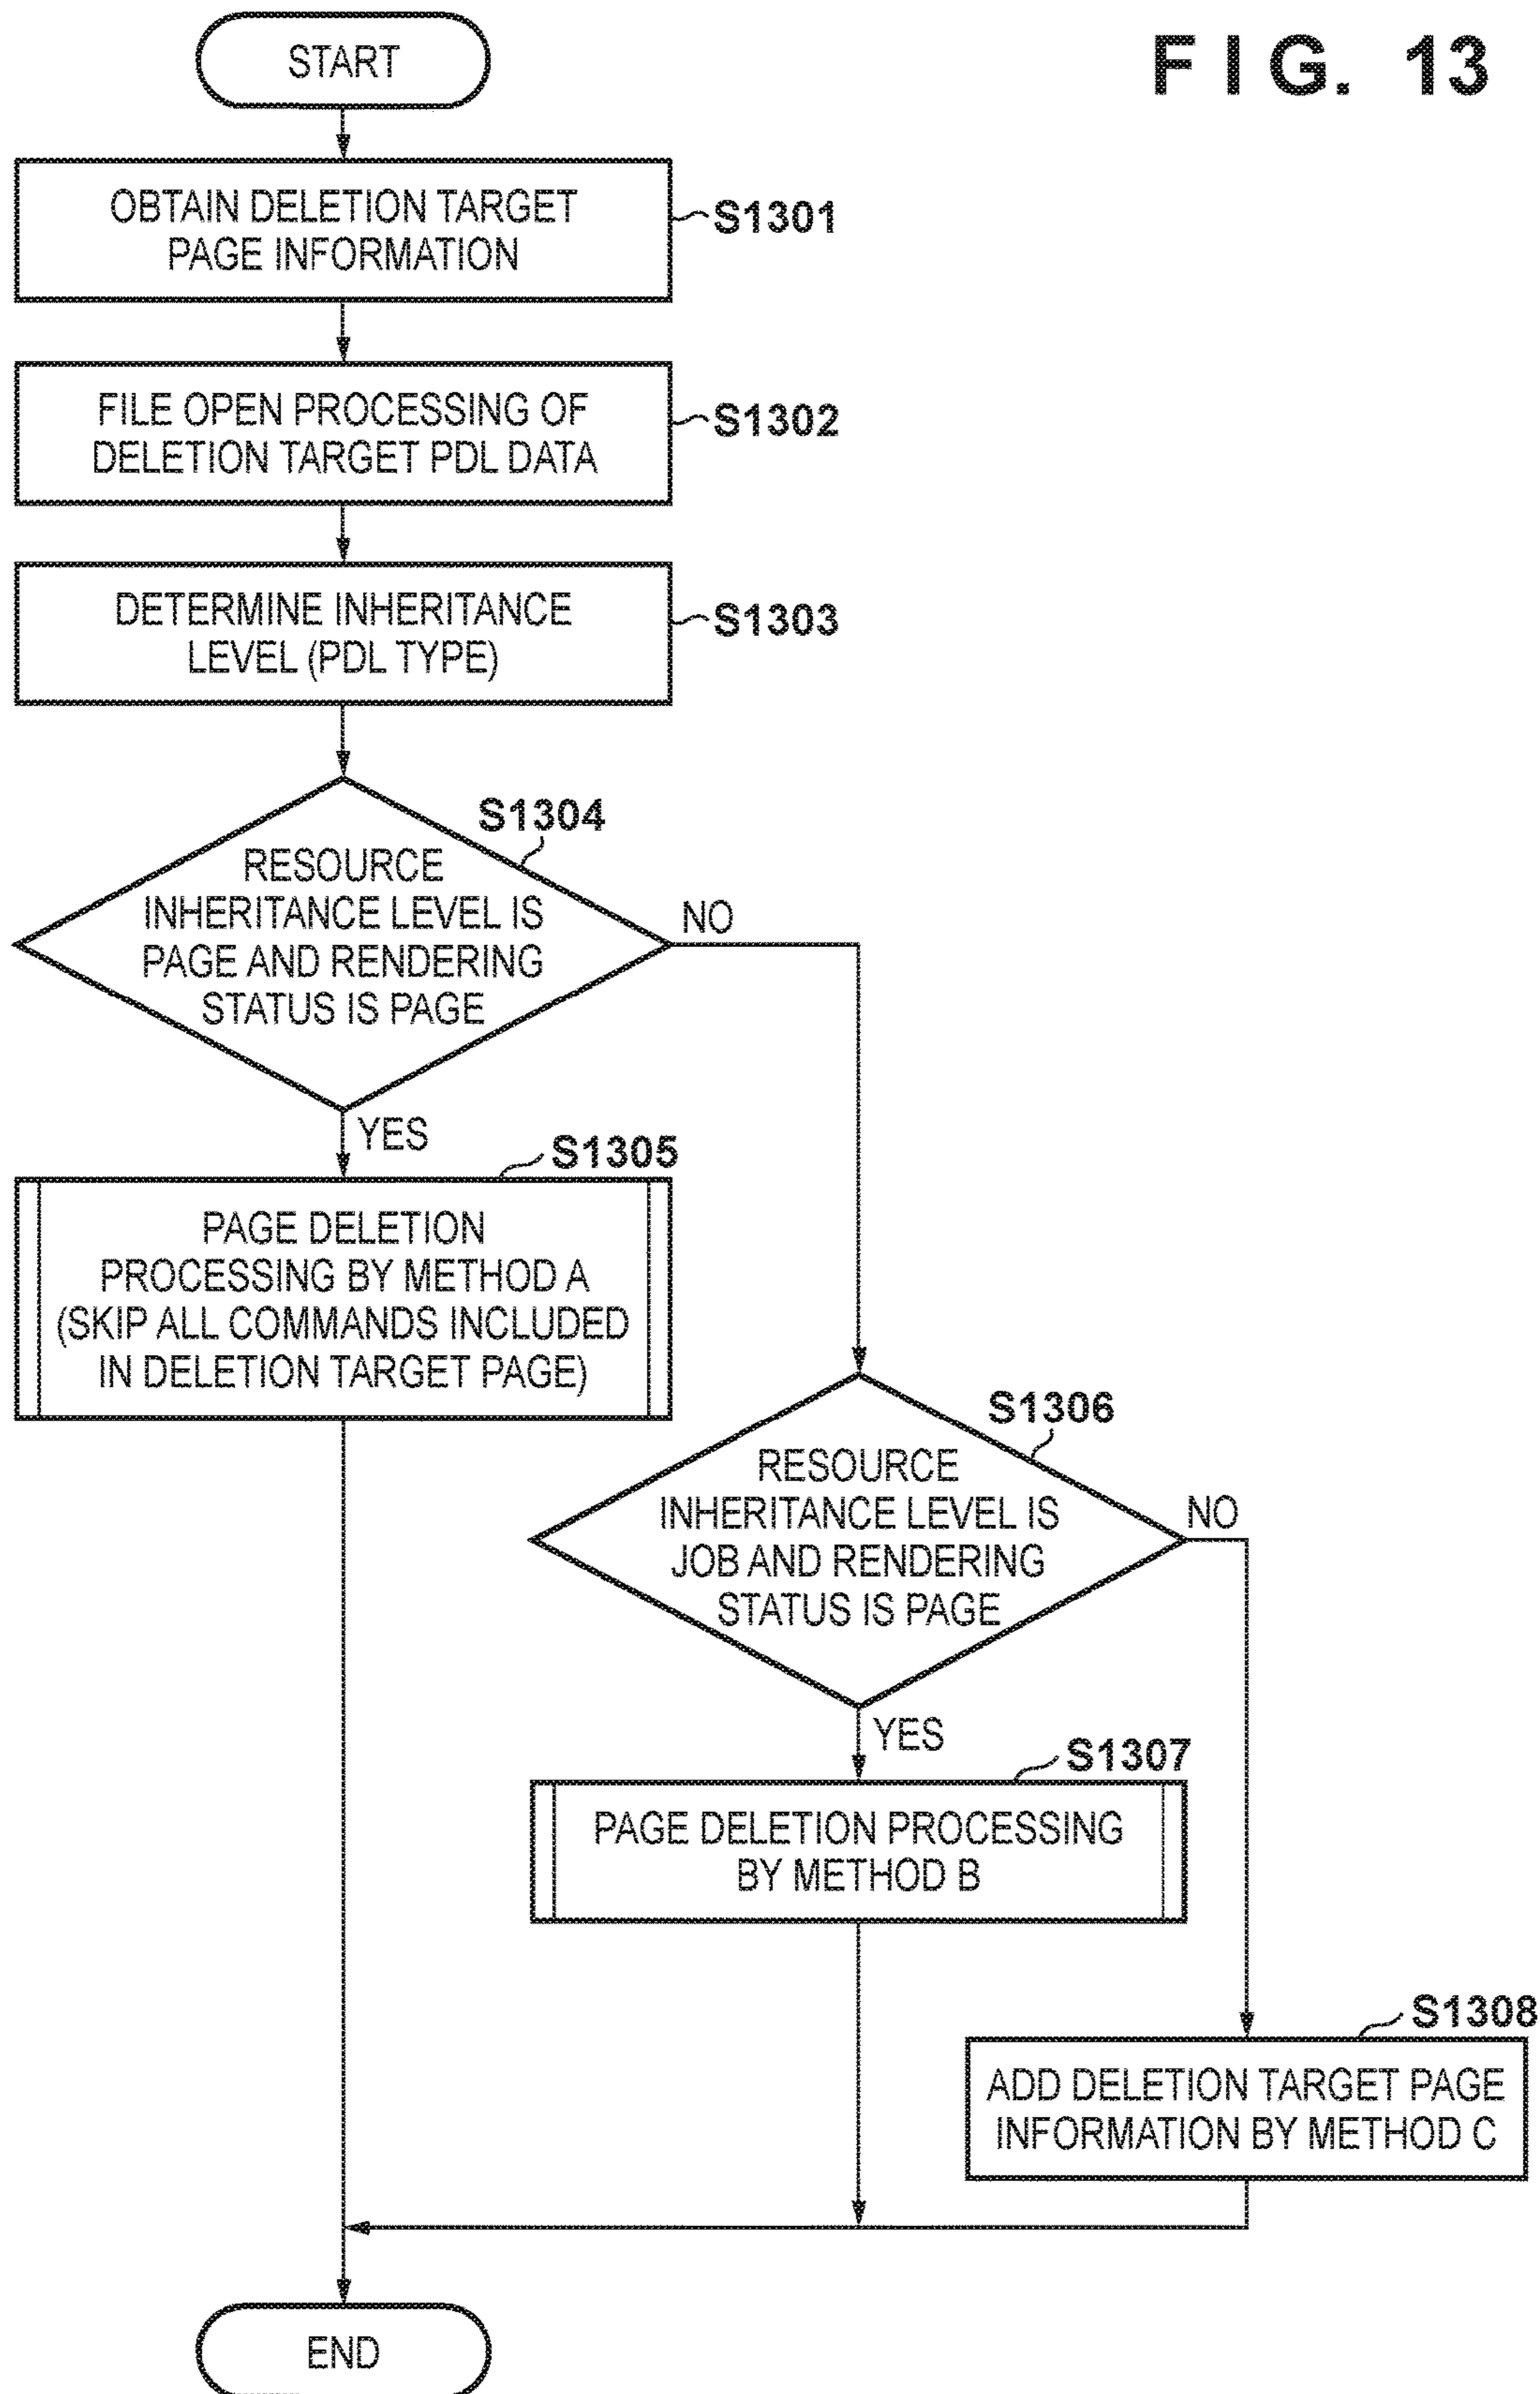 FIG. 13
START
OBTAIN DELETION TARGET
PAGE INFORMATION
S1301
FILE OPEN PROCESSING OF
DELETION TARGET PDL DATA
S1302
DETERMINE INHERITANCE
LEVEL (PDL TYPE)
S1303
S1304
RESOURCE
INHERITANCE LEVEL IS
PAGE AND RENDERING
STATUS IS PAGE
NO
YES
S1305
PAGE DELETION
PROCESSING BY METHOD A
(SKIP ALL COMMANDS INCLUDED
IN DELETION TARGET PAGE)
S1306
RESOURCE
INHERITANCE LEVEL IS
JOB AND RENDERING
STATUS IS PAGE
NO
YES
S1307
PAGE DELETION PROCESSING
BY METHOD B
S1308
ADD DELETION TARGET PAGE
INFORMATION BY METHOD C
END